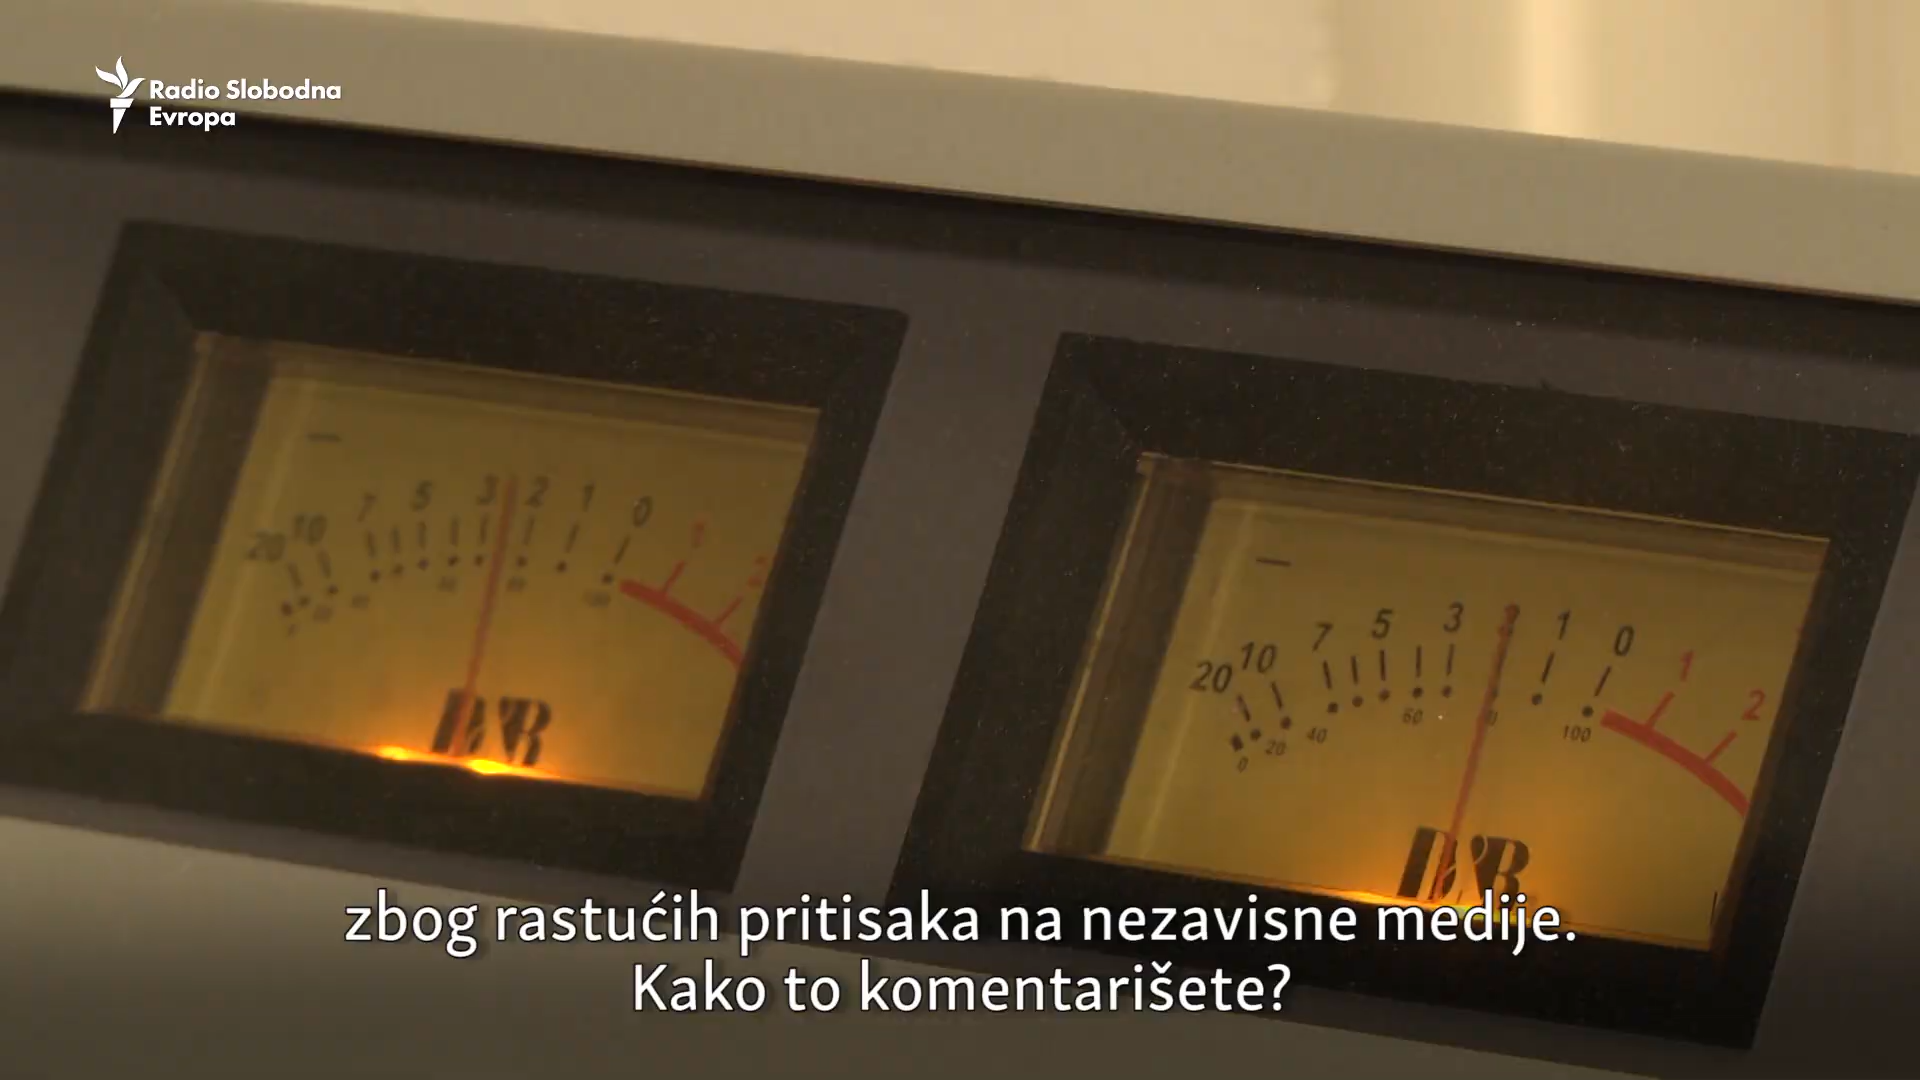 Radio Slobodna
Evropa
20 10 7 5 3 2 1 0 1 2
20 10 7 5 3 2 1 0 1 2
0 20 40 60 100
zbog rastućih pritisaka na nezavisne medije.
Kako to komentarišete?